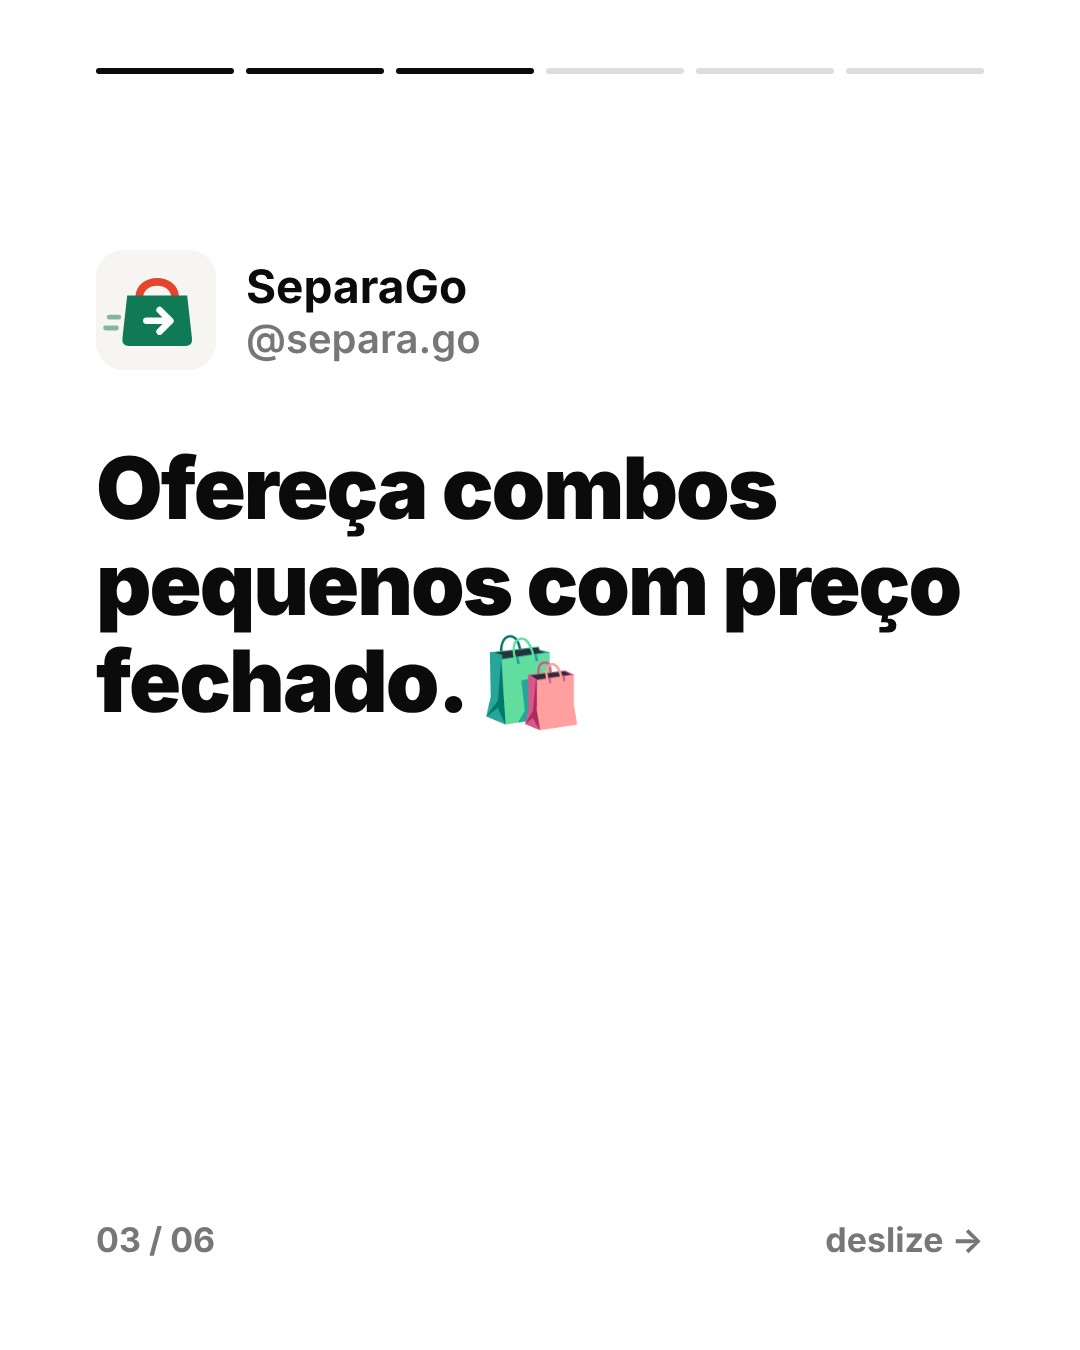 SeparaGo
@separa.go
Ofereça combos
pequenos com preço
fechado. 🛍️
03 / 06
deslize →